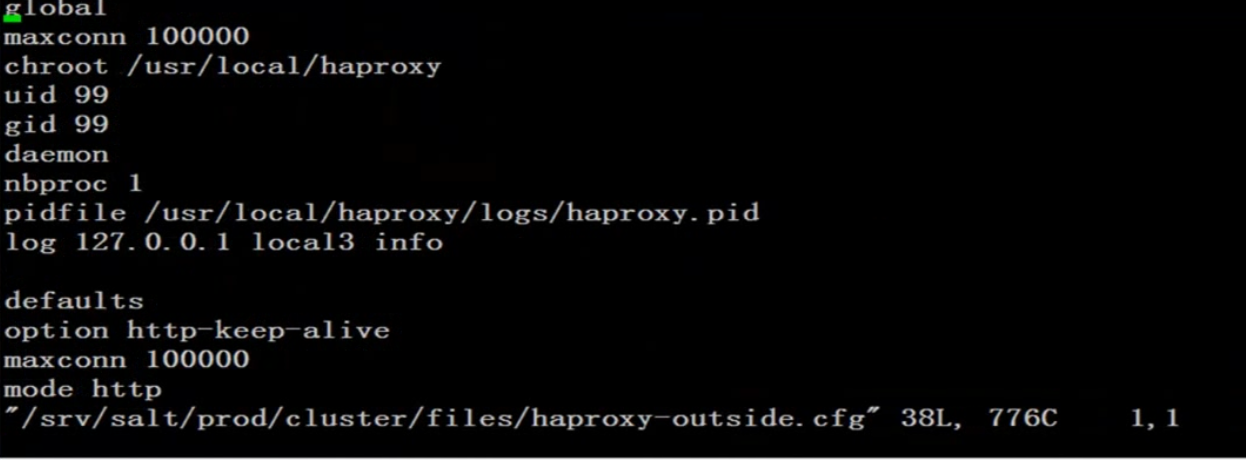 global
maxconn 100000
chroot /usr/local/haproxy
uid 99
gid 99
daemon
nbproc 1
pidfile /usr/local/haproxy/logs/haproxy.pid
log 127.0.0.1 local3 info

defaults
option http-keep-alive
maxconn 100000
mode http
"/srv/salt/prod/cluster/files/haproxy-outside.cfg" 38L, 776C    1,1